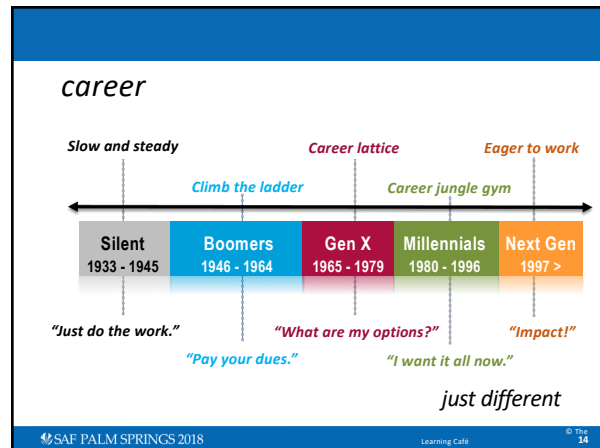 career
Slow and steady
Career lattice
Eager to work
Climb the ladder
Career jungle gym
Silent
1933 - 1945
Boomers
1946 - 1964
Gen X
1965 - 1979
Millennials
1980 - 1996
Next Gen
1997 >
“Just do the work.”
“What are my options?”
“Impact!”
“Pay your dues.”
“I want it all now.”
just different
SAF PALM SPRINGS 2018
Learning Café
© The
14